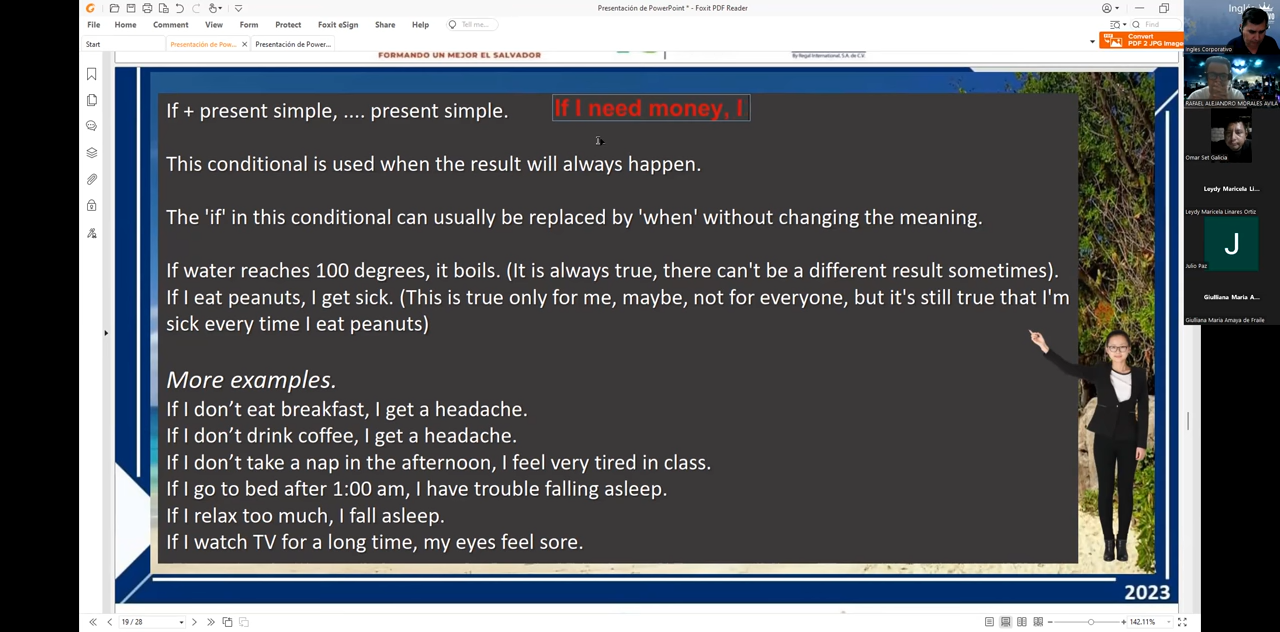 Presentación de PowerPoint * - Foxit PDF Reader
File Home Comment View Form Protect Foxit eSign Share Help Tell me... Find
Start Presentación de Pow... Presentación de Power...
Convert
PDF 2 JPG Image
FORMANDO UN MEJOR EL SALVADOR
By Regal International, S.A. de C.V.
If + present simple, .... present simple. If I need money, I
This conditional is used when the result will always happen.
The 'if' in this conditional can usually be replaced by 'when' without changing the meaning.
If water reaches 100 degrees, it boils. (It is always true, there can't be a different result sometimes).
If I eat peanuts, I get sick. (This is true only for me, maybe, not for everyone, but it's still true that I'm
sick every time I eat peanuts)
More examples.
If I don’t eat breakfast, I get a headache.
If I don’t drink coffee, I get a headache.
If I don’t take a nap in the afternoon, I feel very tired in class.
If I go to bed after 1:00 am, I have trouble falling asleep.
If I relax too much, I fall asleep.
If I watch TV for a long time, my eyes feel sore.
2023
19 / 28
142.11%
Inglés
Ingles Corporativo
RAFAEL ALEJANDRO MORALES AVILA
Omar Set Galicia
Leydy Maricela Li...
Leydy Maricela Linares Ortiz
J
Julio Paz
Giulliana Maria A...
Giulliana Maria Amaya de Fraile